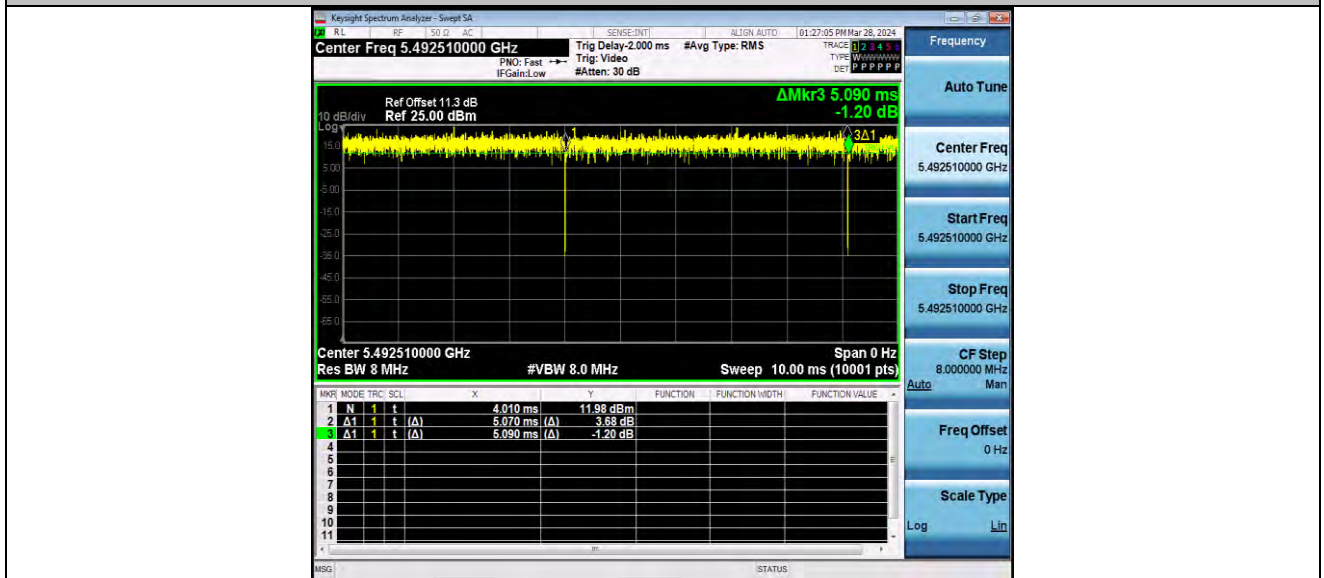 Keysight Spectrum Analyzer - Swept SA
RL RF 50 Ω AC SENSE:INT ALIGN AUTO 01:27:05 PM Mar 28, 2024
Center Freq 5.492510000 GHz
PNO: Fast
IFGain:Low
Trig Delay-2.000 ms
Trig: Video
#Atten: 30 dB
#Avg Type: RMS
TRACE 1 2 3 4 5 6
TYPE W
DET P P P P P P
ΔMkr3 5.090 ms
-1.20 dB
Ref Offset 11.3 dB
10 dB/div Ref 25.00 dBm
Log
1
3Δ1
15.0
5.00
-5.00
-15.0
-25.0
-35.0
-45.0
-55.0
-65.0
Center 5.492510000 GHz Span 0 Hz
Res BW 8 MHz #VBW 8.0 MHz Sweep 10.00 ms (10001 pts)
MKR MODE TRC SCL X Y FUNCTION FUNCTION WIDTH FUNCTION VALUE
1 N 1 t 4.010 ms 11.98 dBm
2 Δ1 1 t (Δ) 5.070 ms (Δ) 3.68 dB
3 Δ1 1 t (Δ) 5.090 ms (Δ) -1.20 dB
4
5
6
7
8
9
10
11
MSG STATUS
Frequency
Auto Tune
Center Freq
5.492510000 GHz
Start Freq
5.492510000 GHz
Stop Freq
5.492510000 GHz
CF Step
8.000000 MHz
Auto Man
Freq Offset
0 Hz
Scale Type
Log Lin